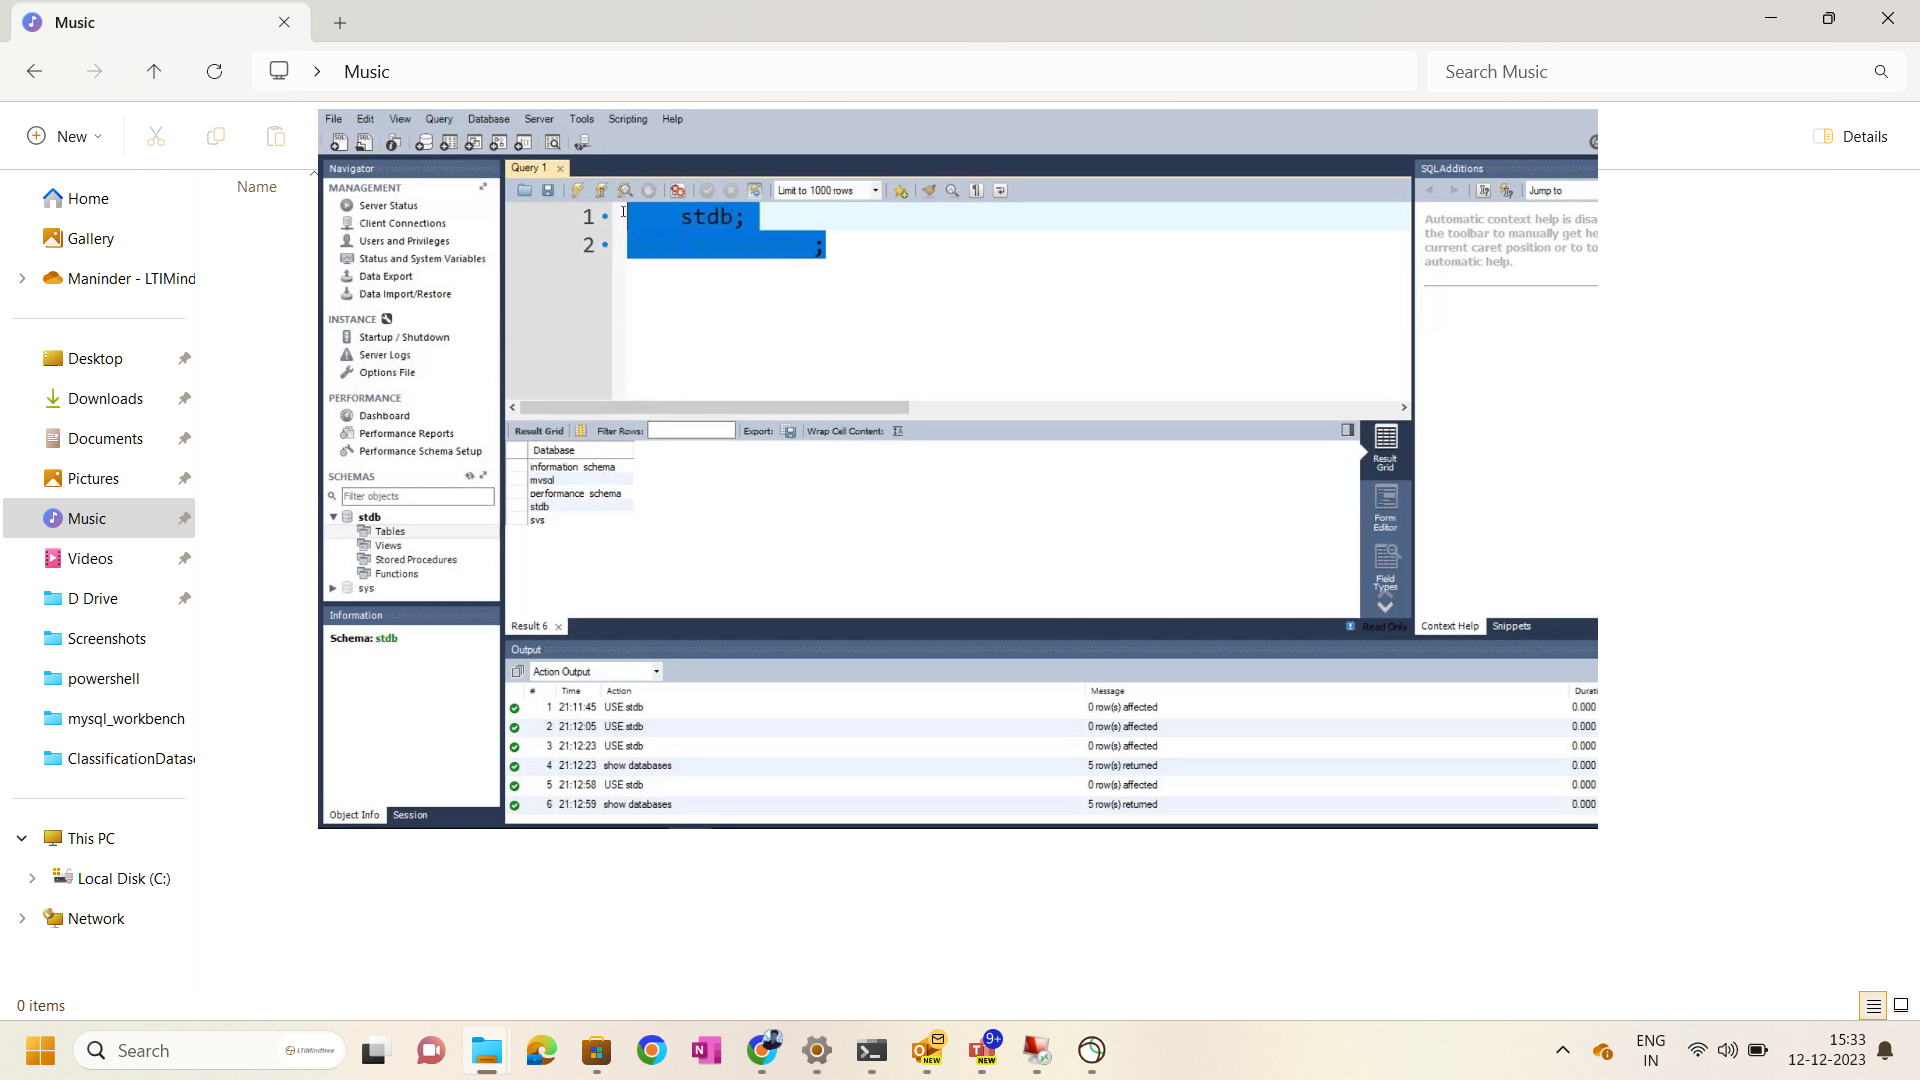 Music
Music
Search Music
New
Details
Name
Home
Gallery
Maninder - LTIMind
Desktop
Downloads
Documents
Pictures
Music
Videos
D Drive
Screenshots
powershell
mysql_workbench
ClassificationDatase
This PC
Local Disk (C:)
Network
0 items
File Edit View Query Database Server Tools Scripting Help
Navigator
MANAGEMENT
Server Status
Client Connections
Users and Privileges
Status and System Variables
Data Export
Data Import/Restore
INSTANCE
Startup / Shutdown
Server Logs
Options File
PERFORMANCE
Dashboard
Performance Reports
Performance Schema Setup
SCHEMAS
Filter objects
stdb
Tables
Views
Stored Procedures
Functions
sys
Information
Schema: stdb
Object Info Session
Query 1
Limit to 1000 rows
1 stdb;
2 ;
Result Grid Filter Rows: Export: Wrap Cell Content:
Database
information_schema
mysql
performance_schema
stdb
sys
Result Grid
Form Editor
Field Types
Result 6
Read Only
SQLAdditions
Jump to
Automatic context help is disa
the toolbar to manually get he
current caret position or to to
automatic help.
Context Help Snippets
Output
Action Output
# Time Action Message Durati
1 21:11:45 USE stdb 0 row(s) affected 0.000
2 21:12:05 USE stdb 0 row(s) affected 0.000
3 21:12:23 USE stdb 0 row(s) affected 0.000
4 21:12:23 show databases 5 row(s) returned 0.000
5 21:12:58 USE stdb 0 row(s) affected 0.000
6 21:12:59 show databases 5 row(s) returned 0.000
Search
LTIMindtree
NEW
9+
NEW
ENG
IN
15:33
12-12-2023